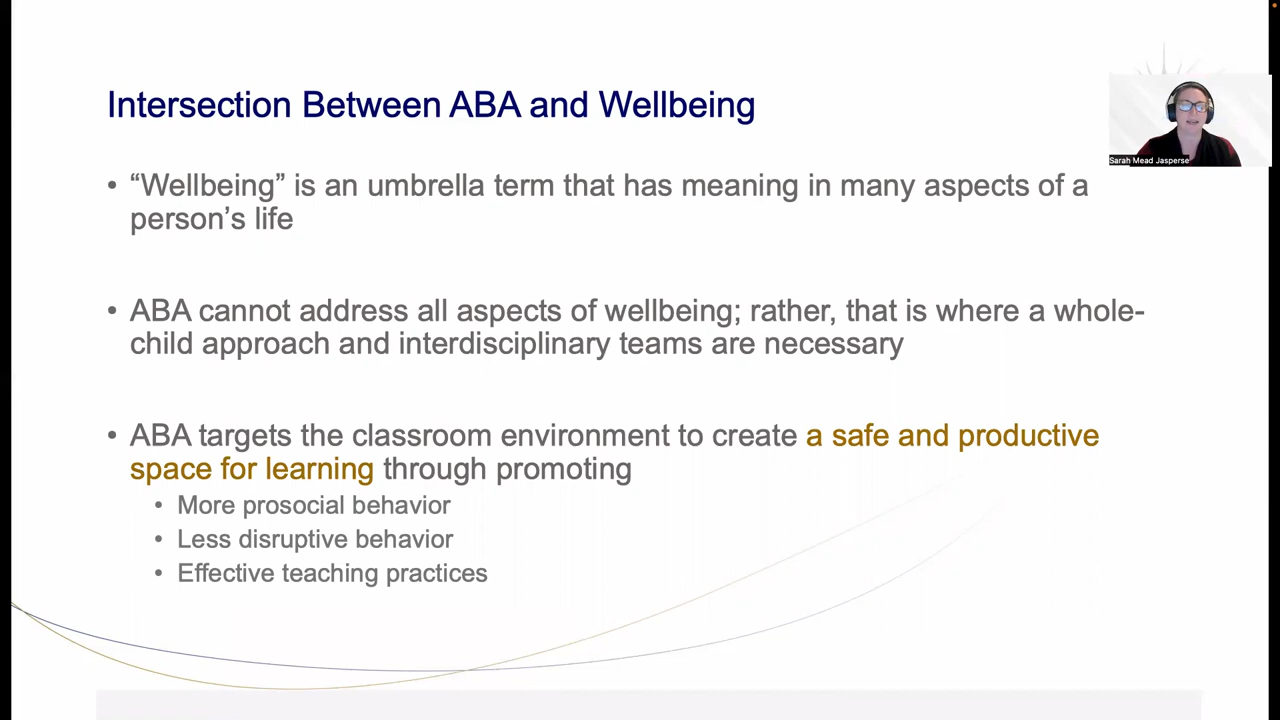 Intersection Between ABA and Wellbeing
Sarah Mead Jasperse
• “Wellbeing” is an umbrella term that has meaning in many aspects of a
person’s life
• ABA cannot address all aspects of wellbeing; rather, that is where a whole-
child approach and interdisciplinary teams are necessary
• ABA targets the classroom environment to create a safe and productive
space for learning through promoting
• More prosocial behavior
• Less disruptive behavior
• Effective teaching practices